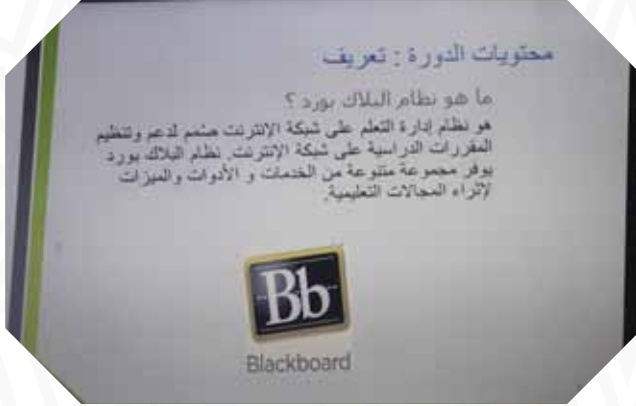 محتويات الدورة : تعريف
ما هو نظام البلاك بورد ؟
هو نظام إدارة التعلم على شبكة الإنترنت صمم لدعم وتنظيم
المقررات الدراسية على شبكة الإنترنت. نظام البلاك بورد
يوفر مجموعة متنوعة من الخدمات و الأدوات والميزات
لإثراء المجالات التعليمية.
Bb
Blackboard